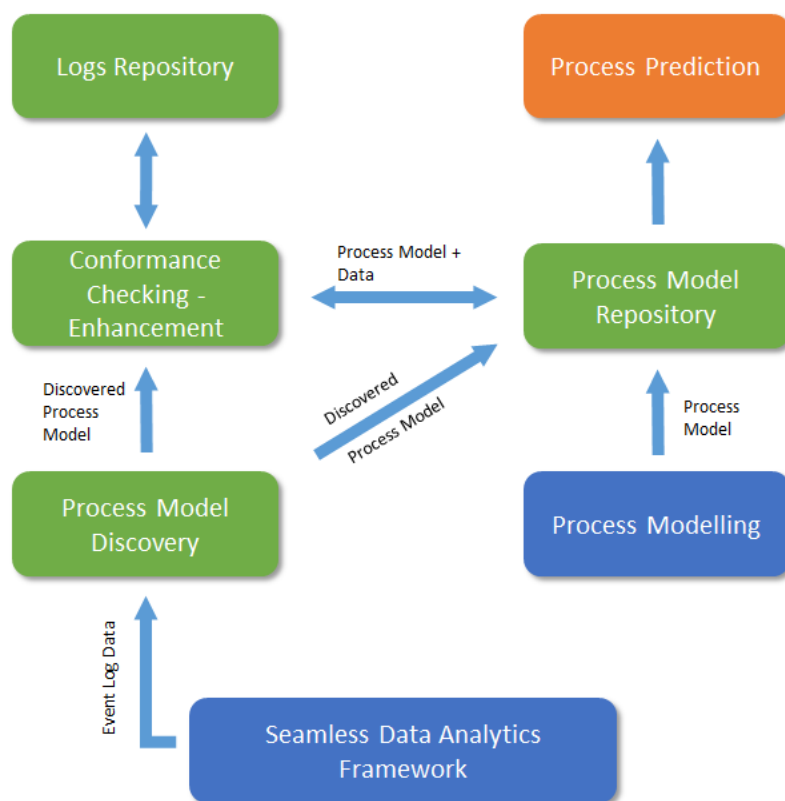 Logs Repository
Process Prediction
Conformance
Checking -
Enhancement
Process Model +
Data
Process Model
Repository
Discovered
Process
Model
Discovered
Process Model
Process
Model
Process Model
Discovery
Process Modelling
Event Log Data
Seamless Data Analytics
Framework